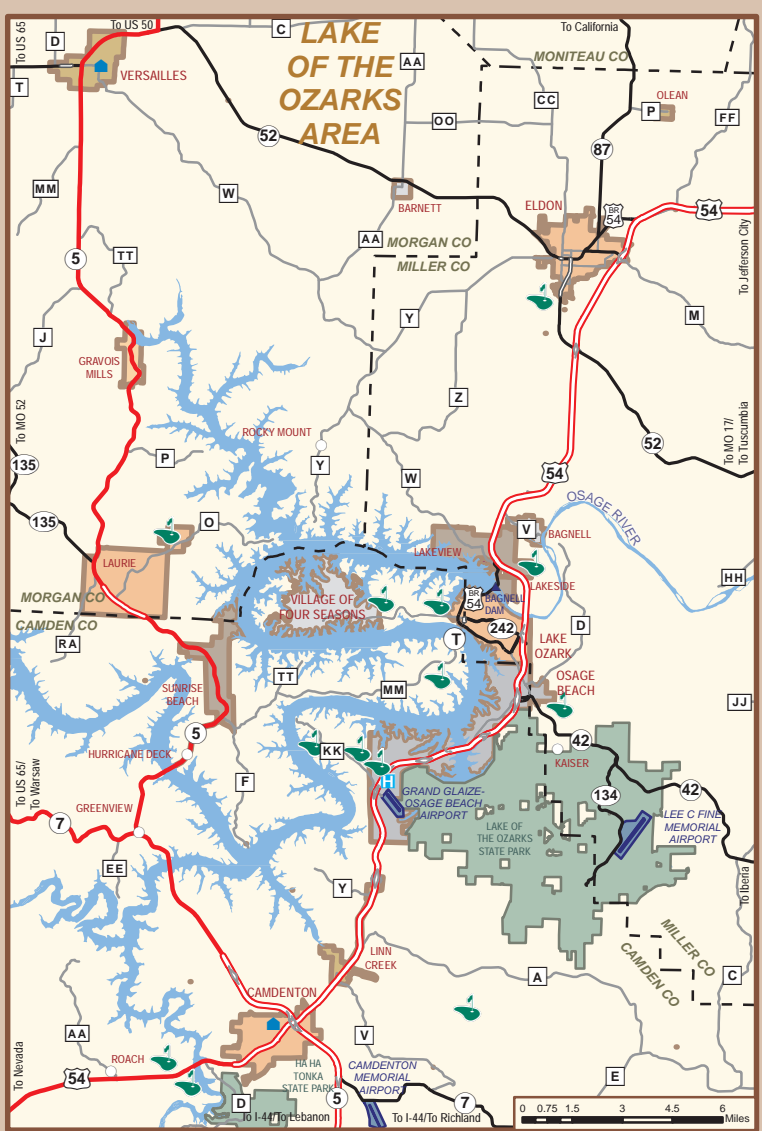 To US 65
To US 50
To California
LAKE
OF THE
OZARKS
AREA
D
C
AA
MONITEAU CO
VERSAILLES
T
CC
OLEAN
P
FF
OO
52
87
MM
W
BARNETT
ELDON
BR
54
54
AA
MORGAN CO
MILLER CO
To Jefferson City
5
TT
Y
M
J
GRAVOIS
MILLS
Z
To MO 52
ROCKY MOUNT
52
To MO 17/
To Tuscumbia
135
P
Y
W
54
135
O
OSAGE RIVER
V
BAGNELL
LAURIE
LAKEVIEW
HH
LAKESIDE
MORGAN CO
CAMDEN CO
VILLAGE OF
FOUR SEASONS
BR
54
BAGNELL
DAM
242
D
RA
T
LAKE
OZARK
TT
MM
OSAGE
BEACH
SUNRISE
BEACH
JJ
5
HURRICANE DECK
KK
42
KAISER
To US 65/
To Warsaw
F
H
GRAND GLAIZE-
OSAGE BEACH
AIRPORT
134
42
7
GREENVIEW
LAKE OF
THE OZARKS
STATE PARK
LEE C FINE
MEMORIAL
AIRPORT
EE
Y
To Iberia
MILLER CO
CAMDEN CO
LINN
CREEK
A
C
CAMDENTON
AA
V
To Nevada
ROACH
54
HA HA
TONKA
STATE PARK
CAMDENTON
MEMORIAL
AIRPORT
E
D
5
7
To I-44/To Lebanon
To I-44/To Richland
0 0.75 1.5 3 4.5 6
Miles